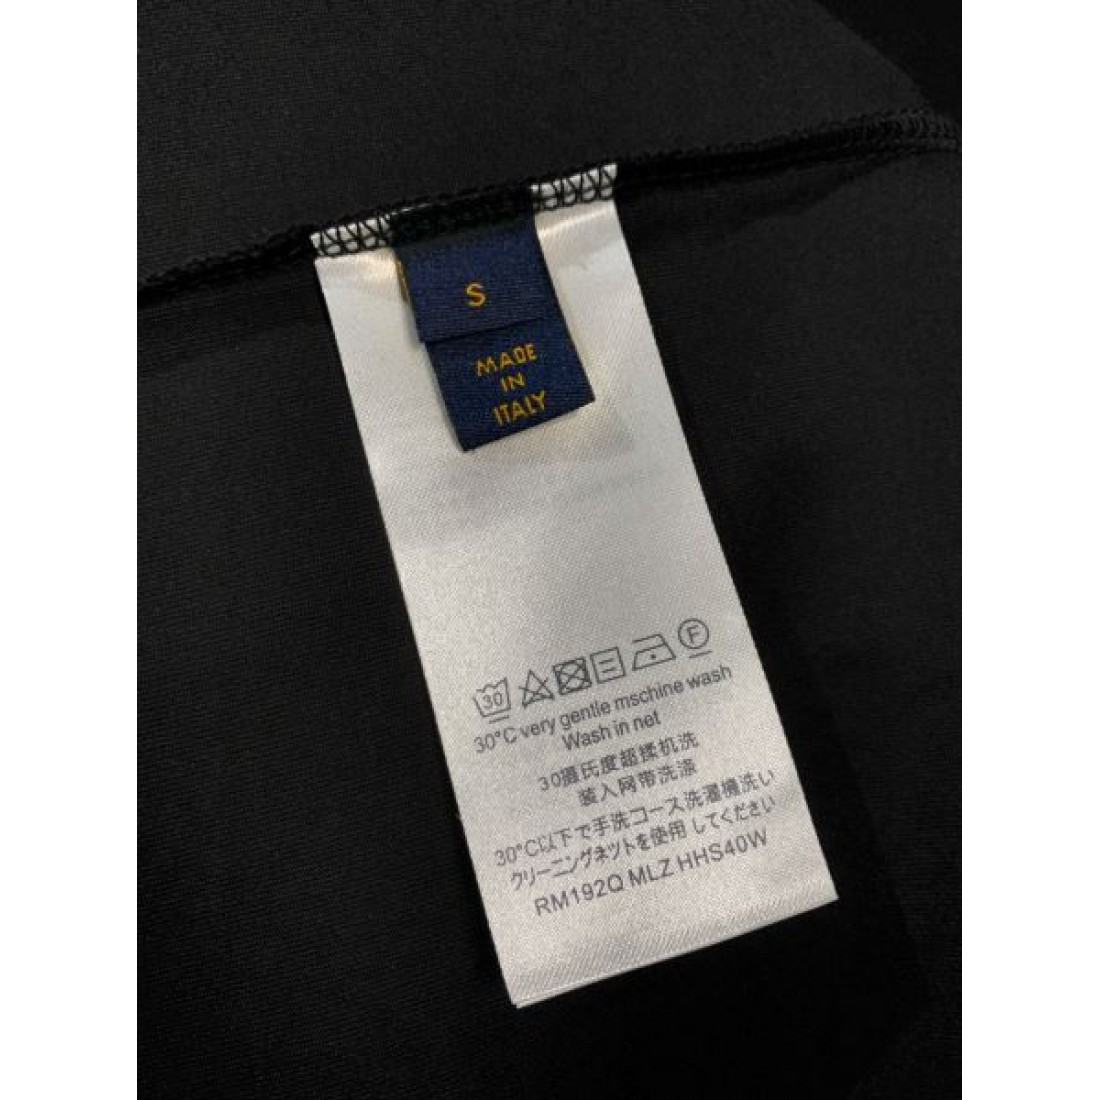 S
MADE
IN
ITALY
30
F
30°C very gentle mschine wash
Wash in net
30摄氏度超揉机洗
装入网带洗涤
30°C以下で手洗コース洗濯機洗い
クリーニングネットを使用 してください
RM192Q MLZ HHS40W